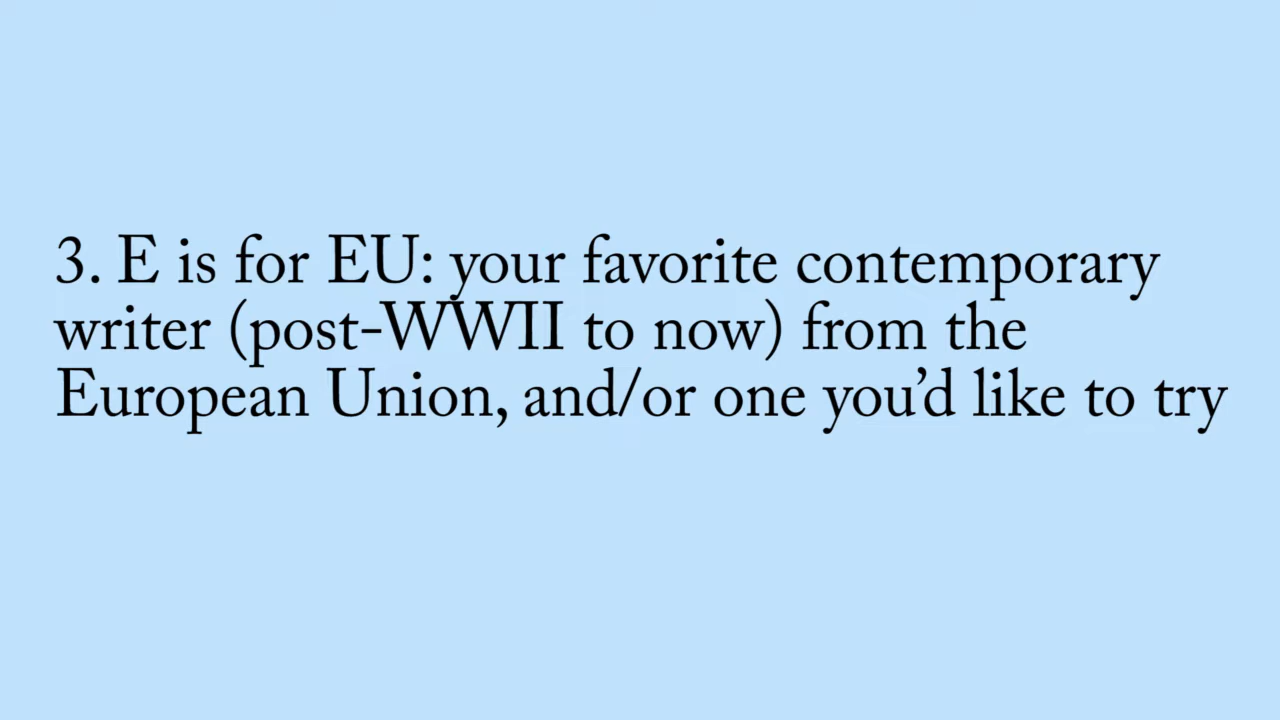 3. E is for EU: your favorite contemporary
writer (post-WWII to now) from the
European Union, and/or one you’d like to try